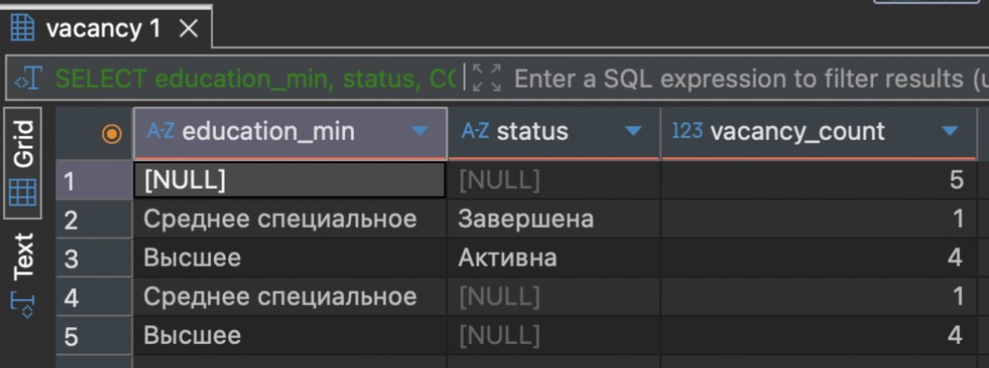 vacancy 1
SELECT education_min, status, CO Enter a SQL expression to filter results (u
Grid
Text
A-Z education_min A-Z status 123 vacancy_count
1 [NULL] [NULL] 5
2 Среднее специальное Завершена 1
3 Высшее Активна 4
4 Среднее специальное [NULL] 1
5 Высшее [NULL] 4